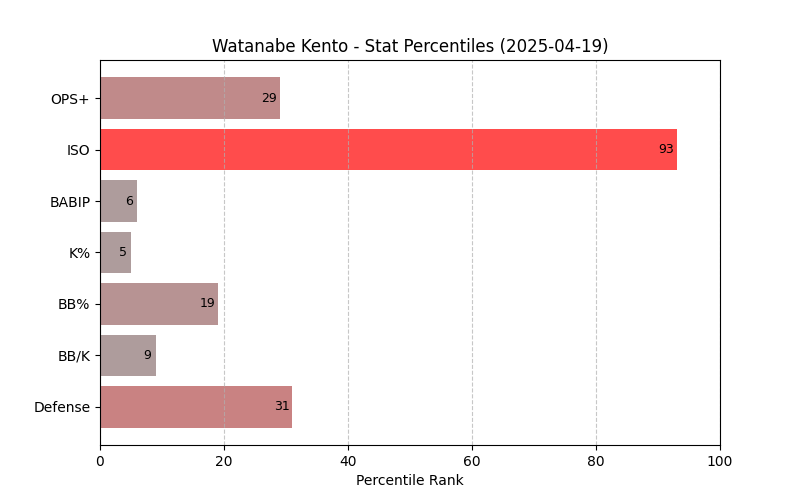 Watanabe Kento - Stat Percentiles (2025-04-19)
OPS+ 29
ISO 93
BABIP 6
K% 5
BB% 19
BB/K 9
Defense 31
0 20 40 60 80 100
Percentile Rank